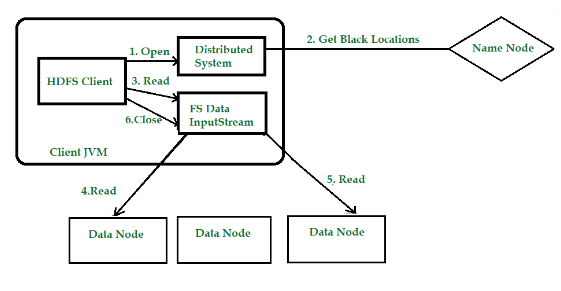 1. Open
Distributed
System
2. Get Black Locations
Name Node
HDFS Client
3. Read
FS Data
InputStream
6.Close
Client JVM
4.Read
5. Read
Data Node
Data Node
Data Node